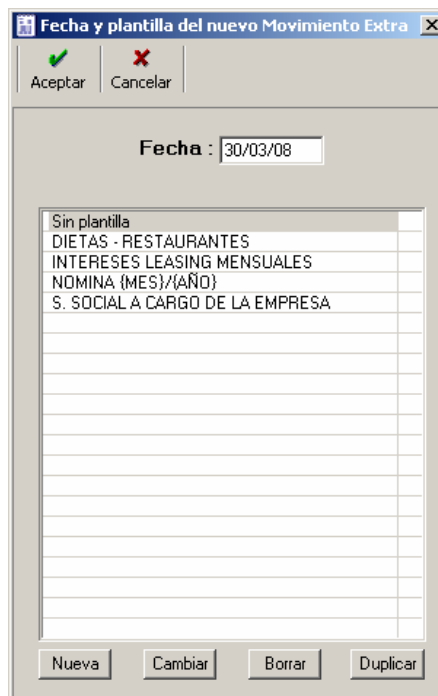 Fecha y plantilla del nuevo Movimiento Extra
Aceptar Cancelar
Fecha : 30/03/08
Sin plantilla
DIETAS - RESTAURANTES
INTERESES LEASING MENSUALES
NOMINA {MES}/{AÑO}
S. SOCIAL A CARGO DE LA EMPRESA
Nueva Cambiar Borrar Duplicar